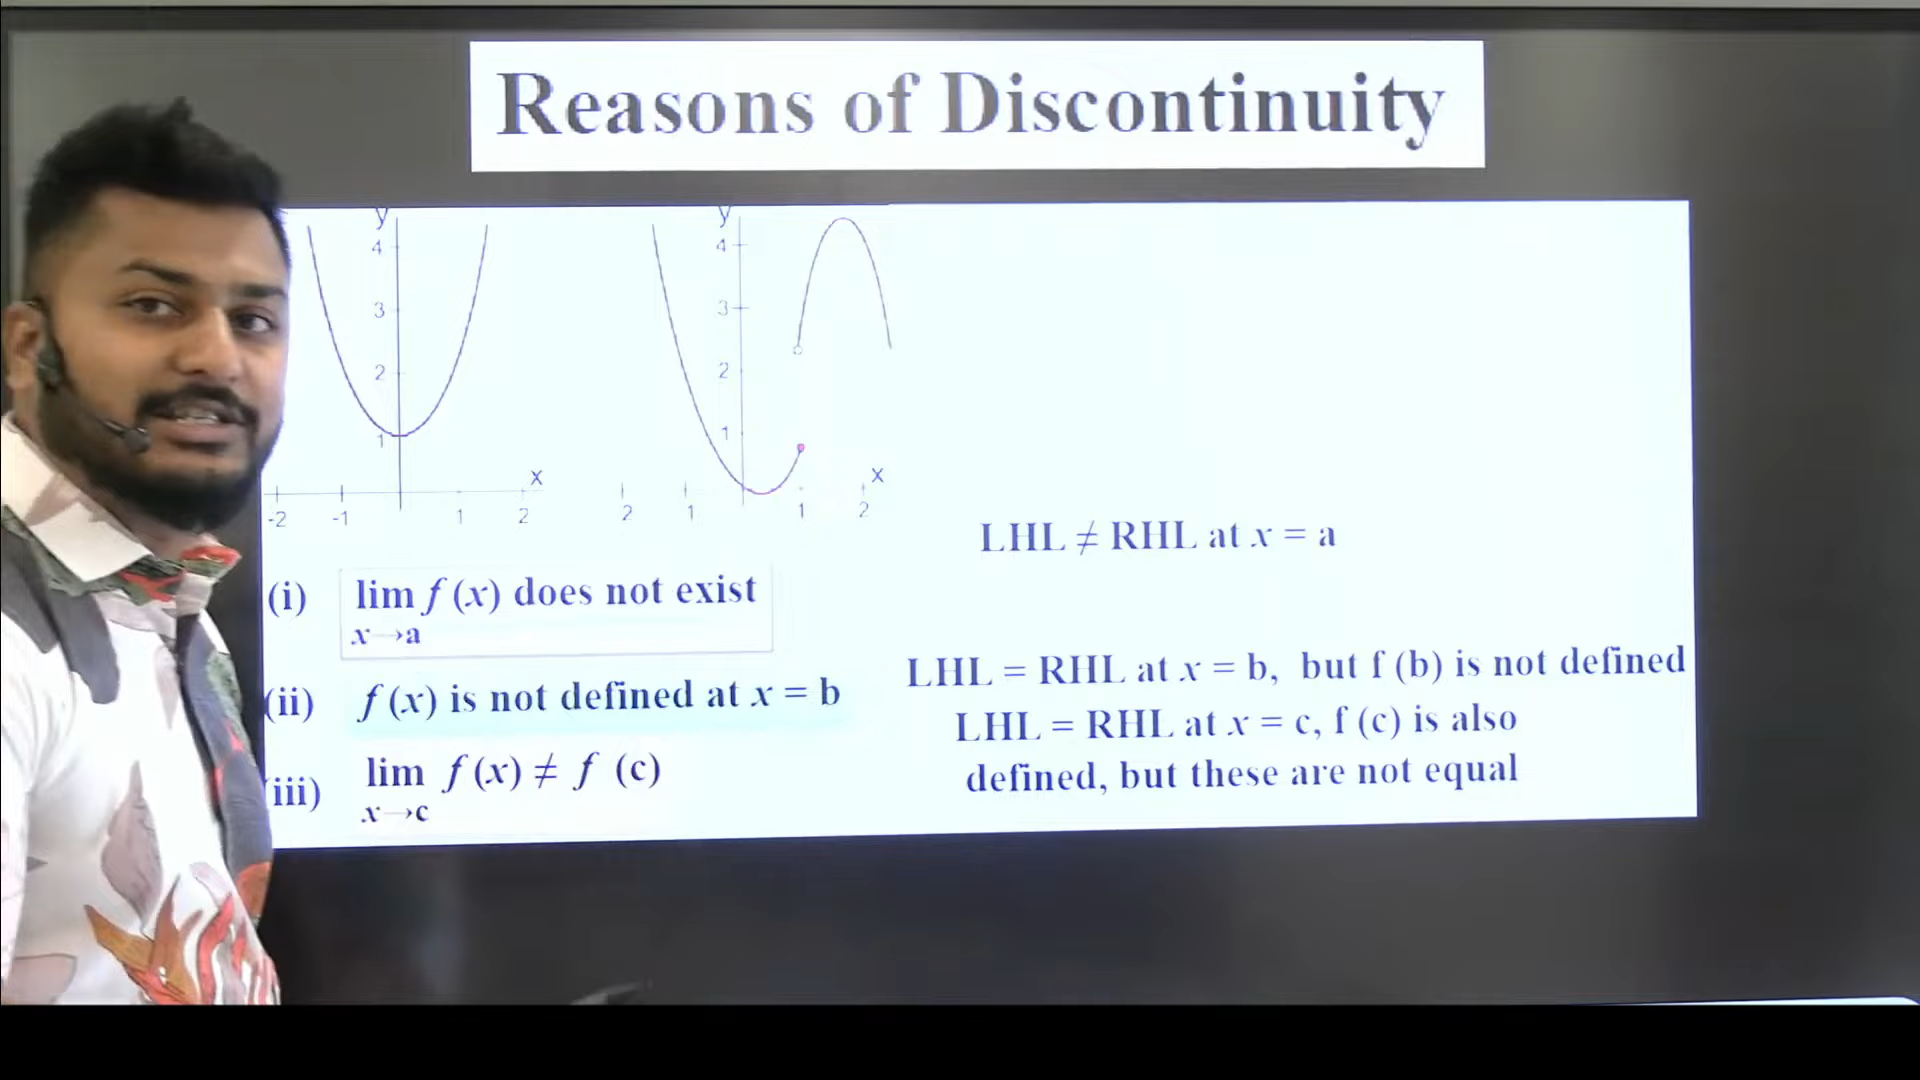 Reasons of Discontinuity
y
4
3
2
1
x
-2 -1 1 2
y
4
3
2
1
x
2 1 1 2
LHL ≠ RHL at x = a
(i) lim f (x) does not exist
x→a
LHL = RHL at x = b, but f (b) is not defined
(ii) f (x) is not defined at x = b
LHL = RHL at x = c, f (c) is also
defined, but these are not equal
iii) lim f (x) ≠ f (c)
x→c